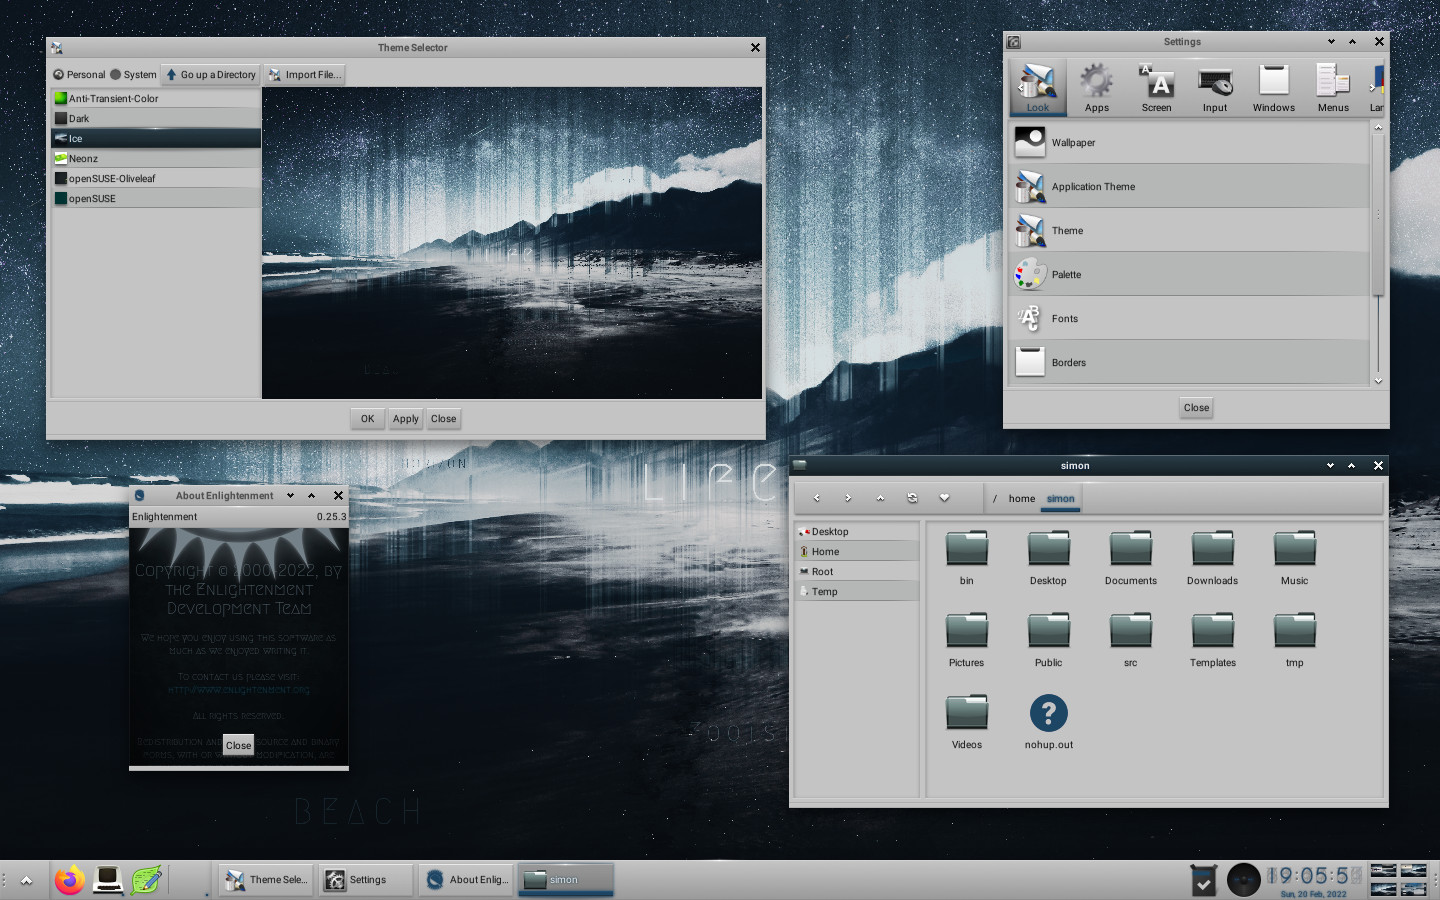 Theme Selector
Personal
System
Go up a Directory
Import File...
Anti-Transient-Color
Dark
Ice
Neonz
openSUSE-Oliveleaf
openSUSE
OK
Apply
Close
Settings
Look
Apps
Screen
Input
Windows
Menus
Wallpaper
Application Theme
Theme
Palette
Fonts
Borders
Close
HORIZON
LIFE
About Enlightenment
Enlightenment
0.25.3
Copyright © 2000-2022, by
the Enlightenment
Development Team
We hope you enjoy using this software as
much as we enjoyed writing it.
To contact us please visit:
http://www.enlightenment.org
All rights reserved.
Redistribution and source and binary
forms, with or modification, are
Close
BEACH
simon
/
home
simon
Desktop
Home
Root
Temp
bin
Desktop
Documents
Downloads
Music
Pictures
Public
src
Templates
tmp
Videos
nohup.out
Theme Sele...
Settings
About Enlig...
simon
19:05:5
Sun, 20 Feb, 2022